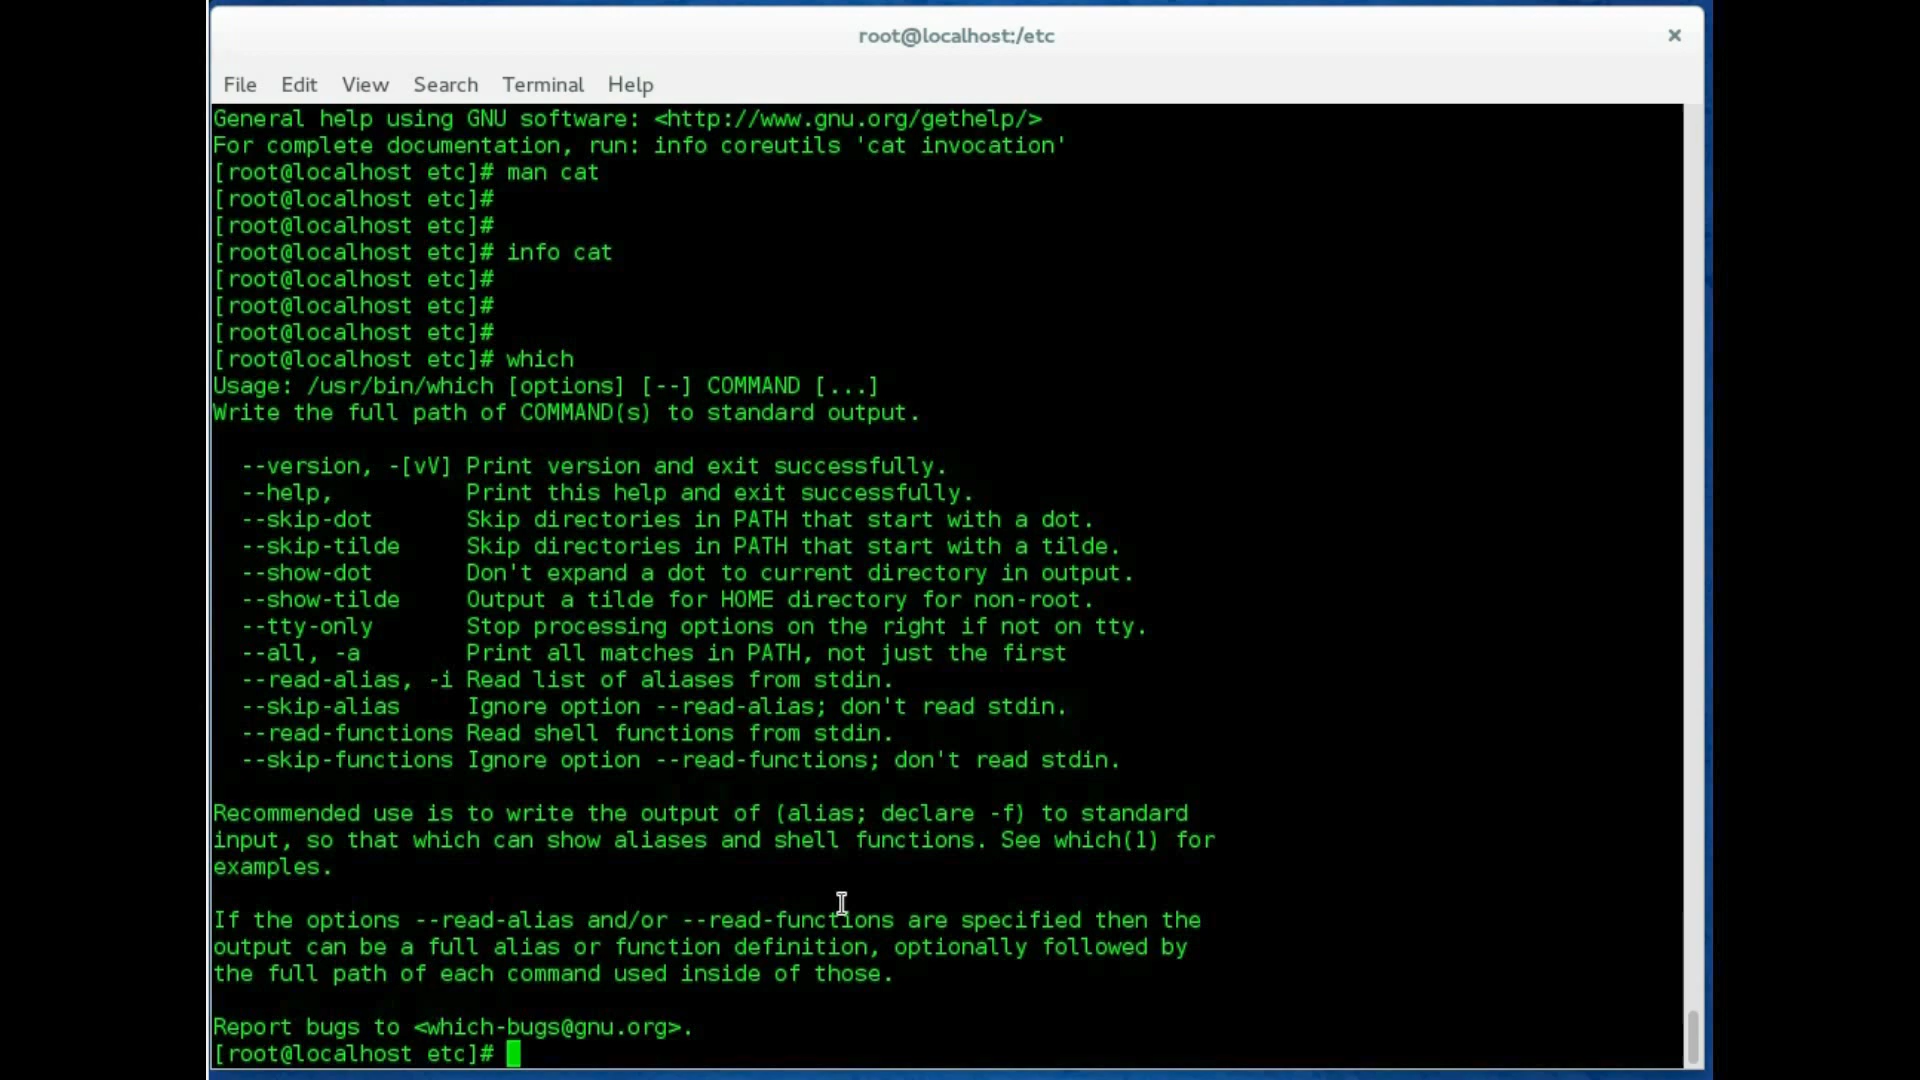 root@localhost:/etc
×
File Edit View Search Terminal Help
General help using GNU software: <http://www.gnu.org/gethelp/>
For complete documentation, run: info coreutils 'cat invocation'
[root@localhost etc]# man cat
[root@localhost etc]#
[root@localhost etc]#
[root@localhost etc]# info cat
[root@localhost etc]#
[root@localhost etc]#
[root@localhost etc]#
[root@localhost etc]# which
Usage: /usr/bin/which [options] [--] COMMAND [...]
Write the full path of COMMAND(s) to standard output.
--version, -[vV] Print version and exit successfully.
--help, Print this help and exit successfully.
--skip-dot Skip directories in PATH that start with a dot.
--skip-tilde Skip directories in PATH that start with a tilde.
--show-dot Don't expand a dot to current directory in output.
--show-tilde Output a tilde for HOME directory for non-root.
--tty-only Stop processing options on the right if not on tty.
--all, -a Print all matches in PATH, not just the first
--read-alias, -i Read list of aliases from stdin.
--skip-alias Ignore option --read-alias; don't read stdin.
--read-functions Read shell functions from stdin.
--skip-functions Ignore option --read-functions; don't read stdin.
Recommended use is to write the output of (alias; declare -f) to standard
input, so that which can show aliases and shell functions. See which(1) for
examples.
If the options --read-alias and/or --read-functions are specified then the
output can be a full alias or function definition, optionally followed by
the full path of each command used inside of those.
Report bugs to <which-bugs@gnu.org>.
[root@localhost etc]#